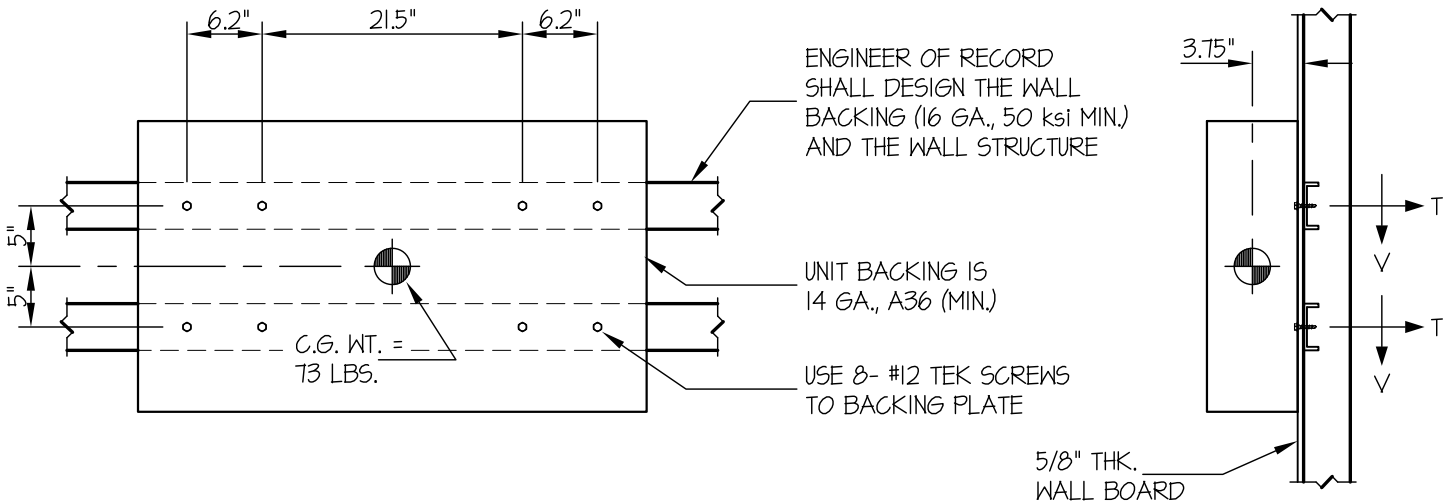 6.2"
21.5"
6.2"
5"
5"
C.G. WT. =
73 LBS.
ENGINEER OF RECORD
SHALL DESIGN THE WALL
BACKING (16 GA., 50 ksi MIN.)
AND THE WALL STRUCTURE
UNIT BACKING IS
14 GA., A36 (MIN.)
USE 8- #12 TEK SCREWS
TO BACKING PLATE
3.75"
T
V
T
V
5/8" THK.
WALL BOARD